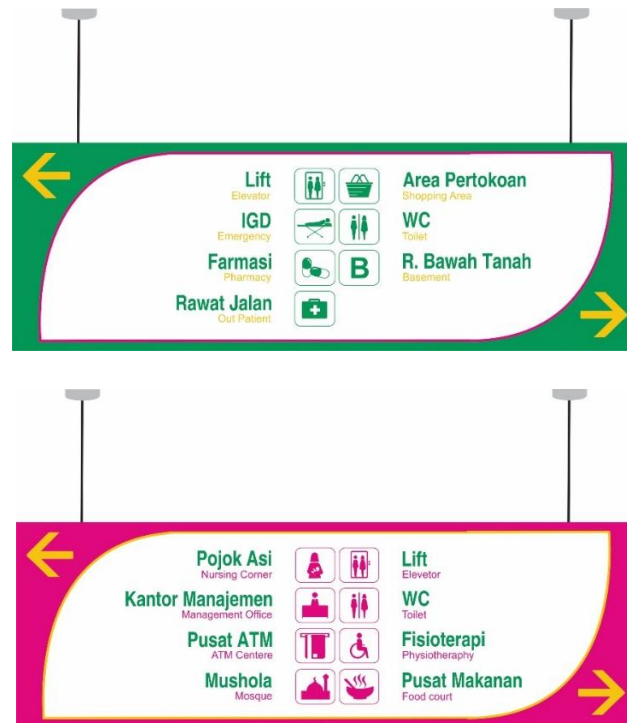 Lift
Elevator
Area Pertokoan
Shopping Area
IGD
Emergency
WC
Toilet
Farmasi
Pharmacy
B
R. Bawah Tanah
Basement
Rawat Jalan
Out Patient
Pojok Asi
Nursing Corner
Lift
Elevetor
Kantor Manajemen
Management Office
WC
Toilet
Pusat ATM
ATM Centere
Fisioterapi
Physiotheraphy
Mushola
Mosque
Pusat Makanan
Food court